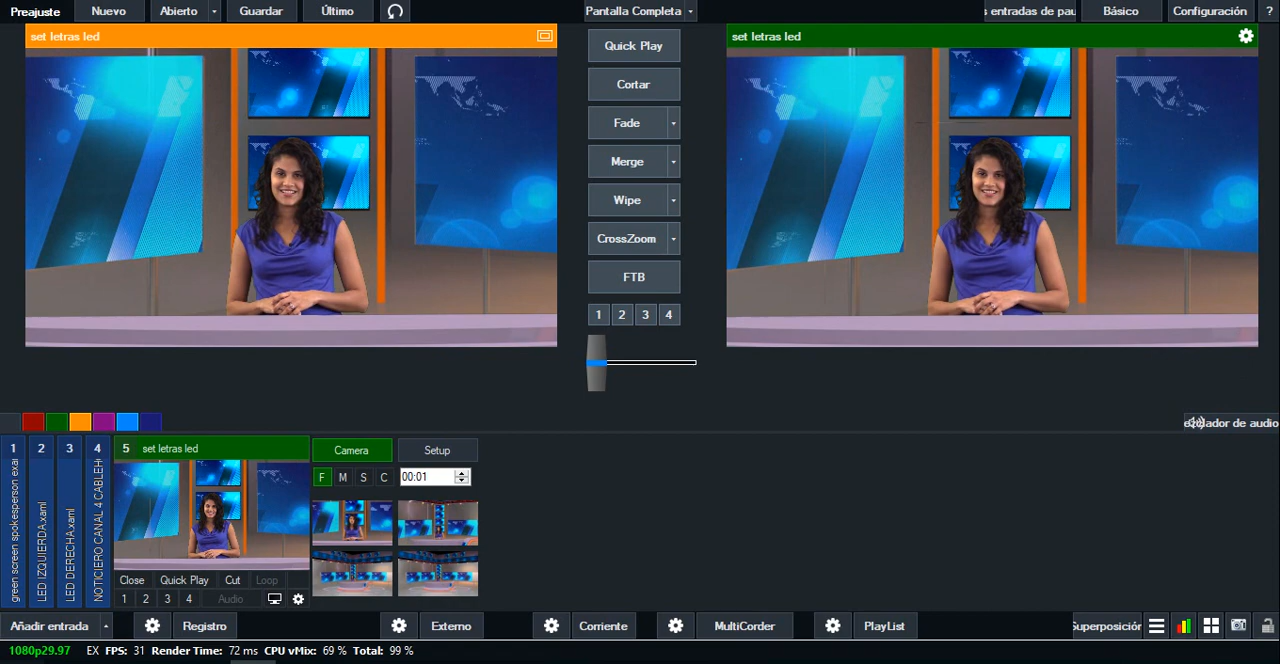 Preajuste Nuevo Abierto Guardar Último Pantalla Completa entradas de pau Básico Configuración ?
set letras led
set letras led
Quick Play
Cortar
Fade
Merge
Wipe
CrossZoom
FTB
1 2 3 4
de audio
1 2 3 4 5 set letras led Camera Setup
F M S C 00:01
green screen spokesperson exa
LED IZQUIERDA.xaml
LED DERECHA.xaml
NOTICIERO CANAL 4 CABLEH
Close Quick Play Cut Loop
1 2 3 4 Audio
Añadir entrada Registro Externo Corriente MultiCorder PlayList Superposición
1080p29.97 EX FPS: 31 Render Time: 72 ms CPU vMix: 69 % Total: 99 %